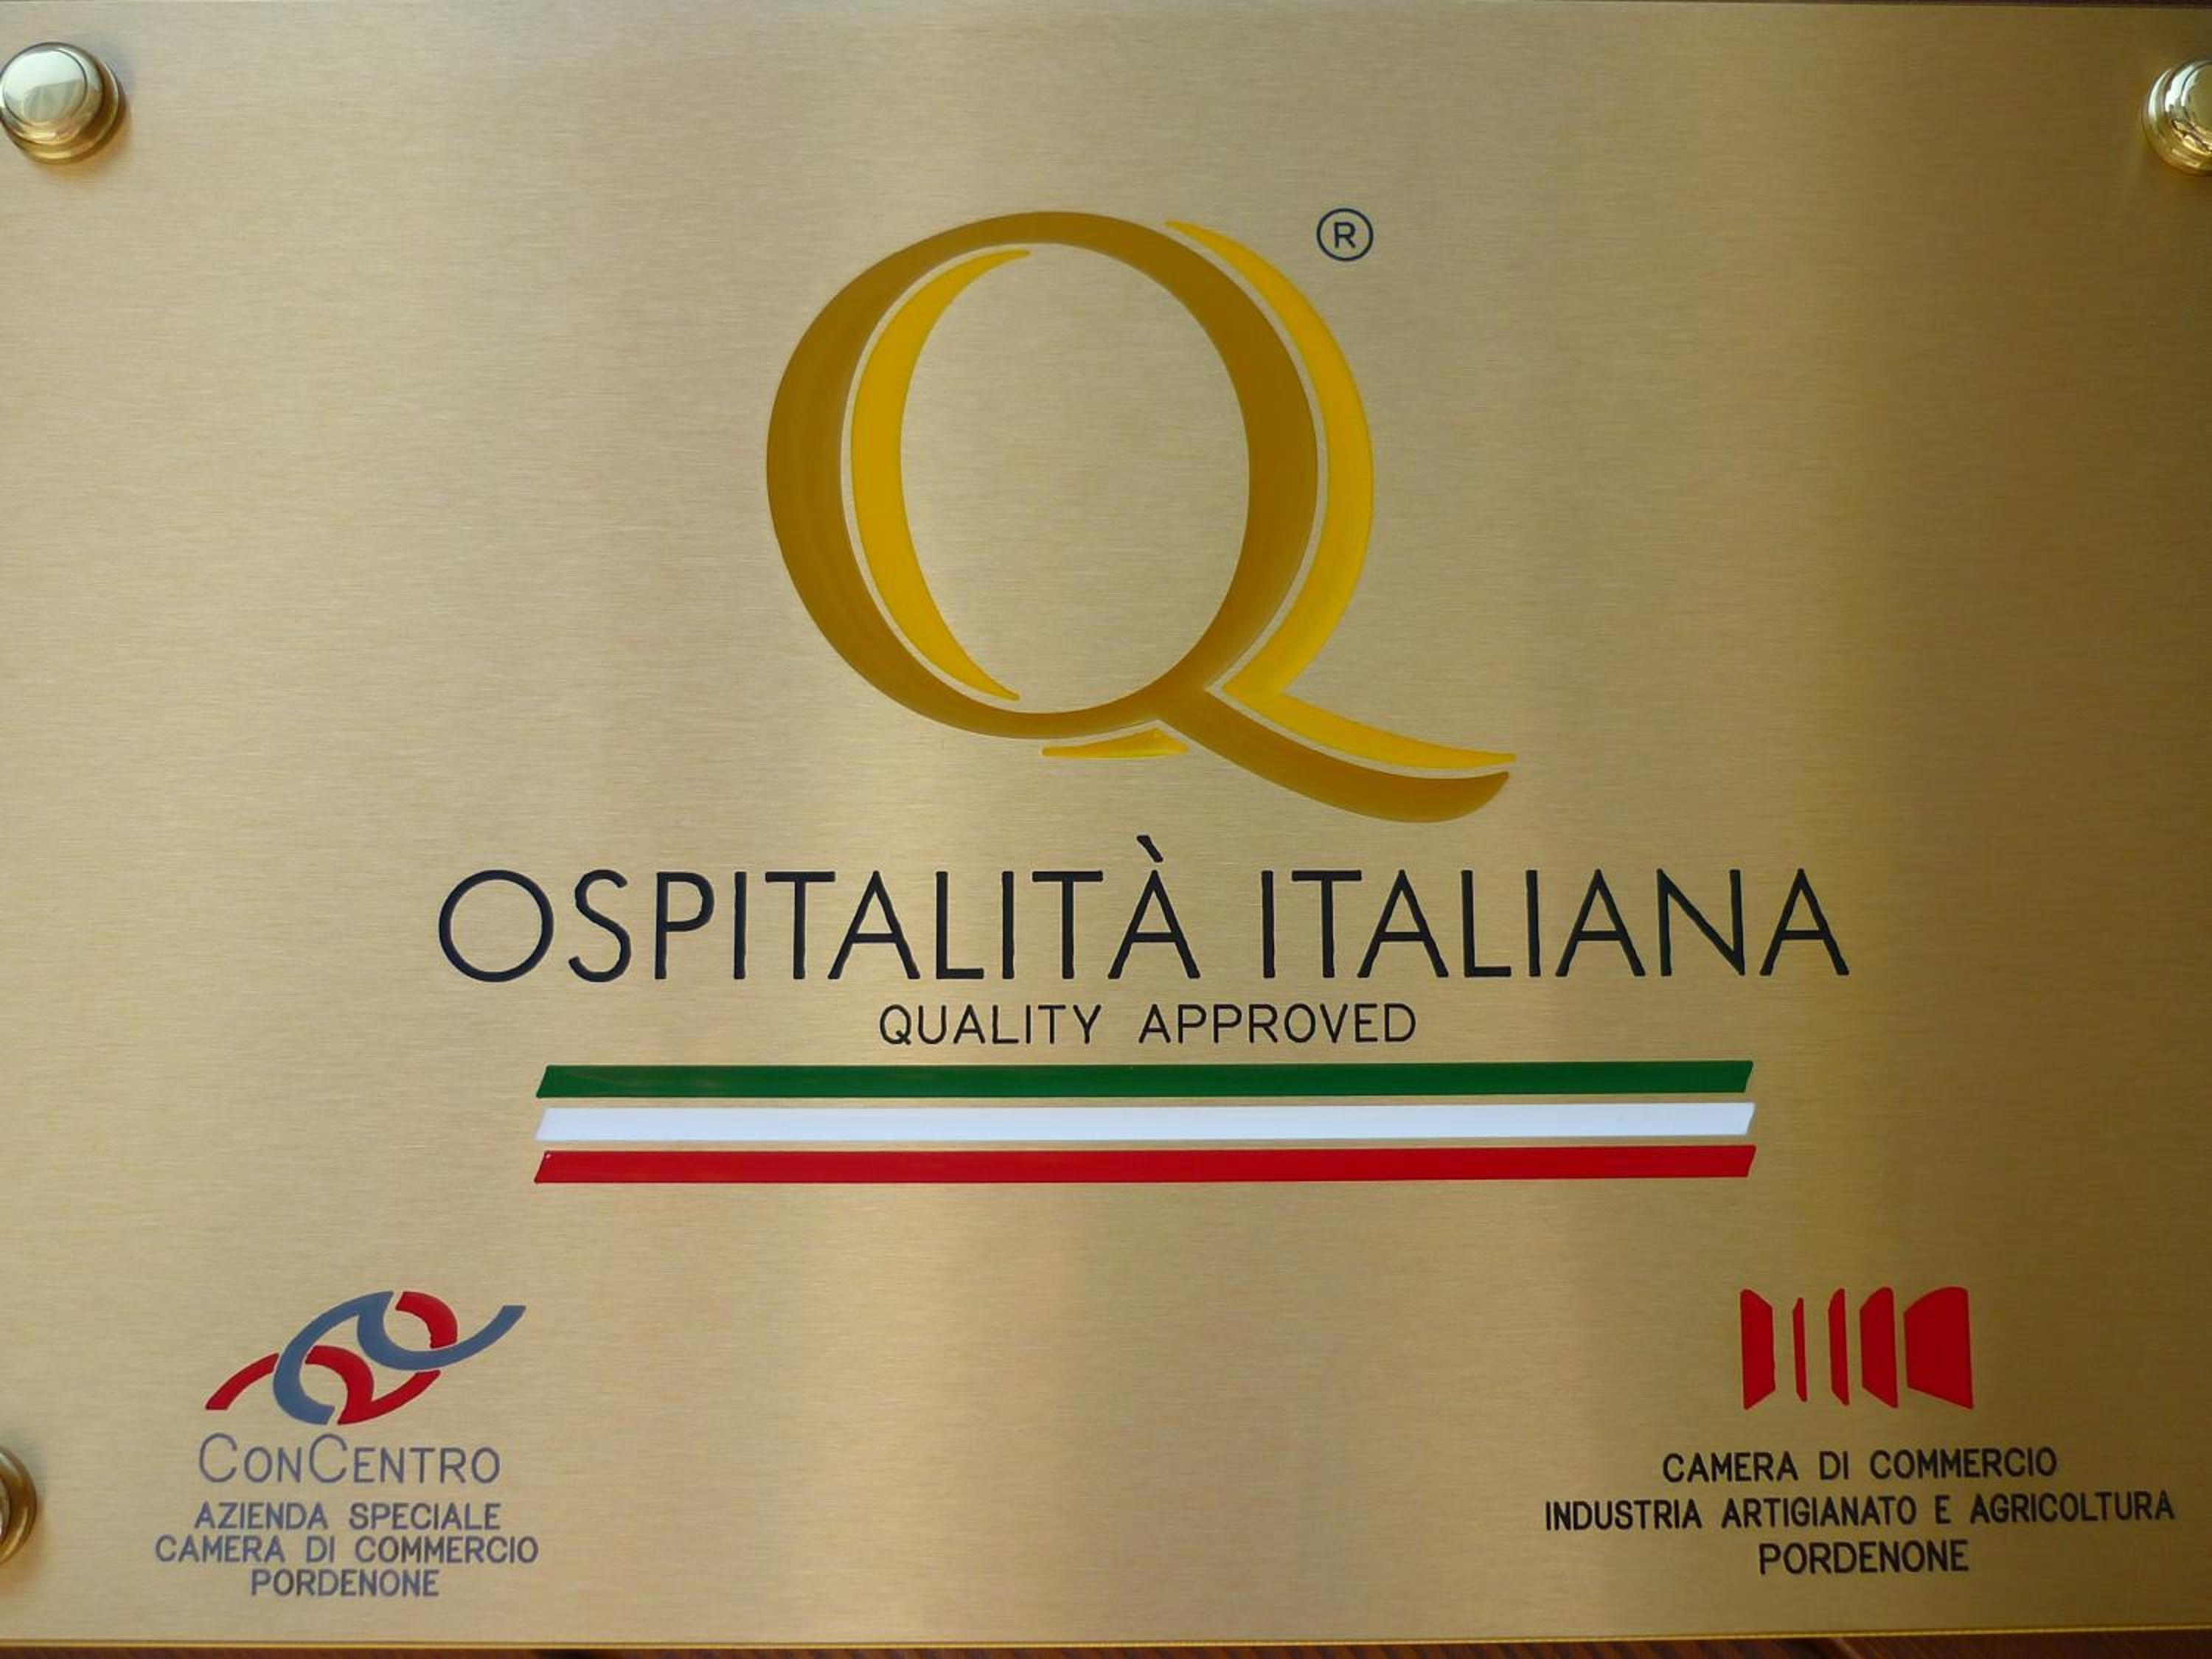 Q ®
OSPITALITÀ ITALIANA
QUALITY APPROVED
CONCENTRO
AZIENDA SPECIALE
CAMERA DI COMMERCIO
PORDENONE
CAMERA DI COMMERCIO
INDUSTRIA ARTIGIANATO E AGRICOLTURA
PORDENONE